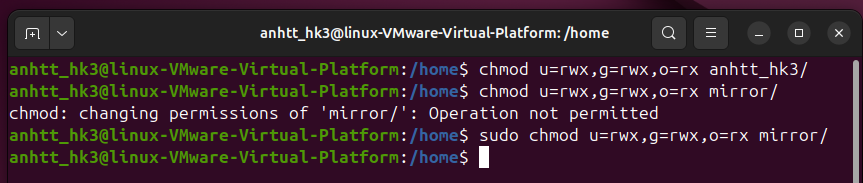 anhtt_hk3@linux-VMware-Virtual-Platform: /home
anhtt_hk3@linux-VMware-Virtual-Platform:/home$ chmod u=rwx,g=rwx,o=rx anhtt_hk3/
anhtt_hk3@linux-VMware-Virtual-Platform:/home$ chmod u=rwx,g=rwx,o=rx mirror/
chmod: changing permissions of 'mirror/': Operation not permitted
anhtt_hk3@linux-VMware-Virtual-Platform:/home$ sudo chmod u=rwx,g=rwx,o=rx mirror/
anhtt_hk3@linux-VMware-Virtual-Platform:/home$